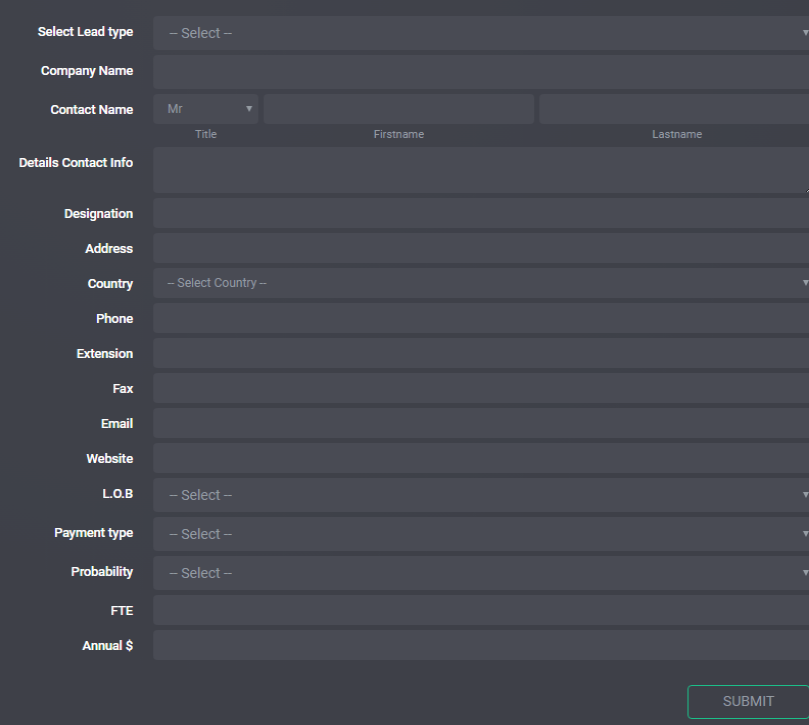 Select Lead type -- Select --
Company Name
Contact Name Mr
Title Firstname Lastname
Details Contact Info
Designation
Address
Country -- Select Country --
Phone
Extension
Fax
Email
Website
L.O.B -- Select --
Payment type -- Select --
Probability -- Select --
FTE
Annual $
SUBMIT